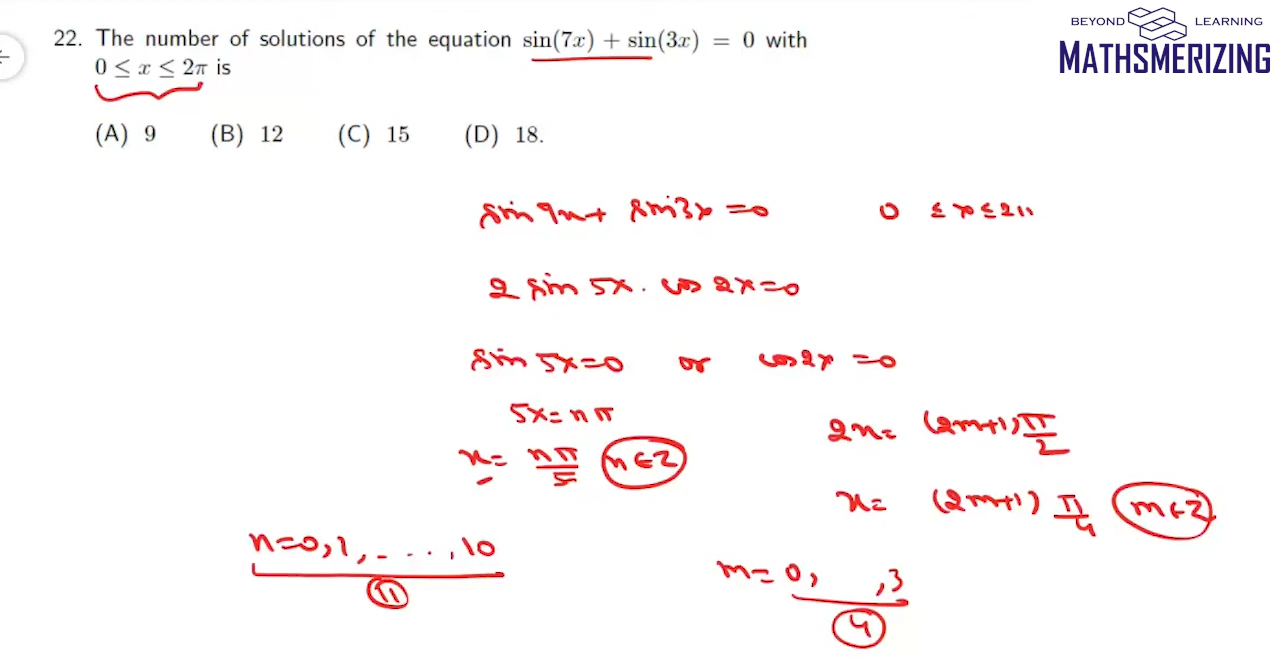 BEYOND LEARNING
MATHSMERIZING
22. The number of solutions of the equation sin(7x) + sin(3x) = 0 with
0 ≤ x ≤ 2π is
(A) 9 (B) 12 (C) 15 (D) 18.
sin 7x + sin 3x = 0 0 ≤ x ≤ 2π
2 sin 5x . cos 2x = 0
sin 5x = 0 or cos 2x = 0
5x = nπ
2x = (2m+1) π/2
x = nπ/5 n ∈ Z
x = (2m+1) π/4 m ∈ Z
n = 0, 1, - . . . , 10
11
m = 0, , 3
4